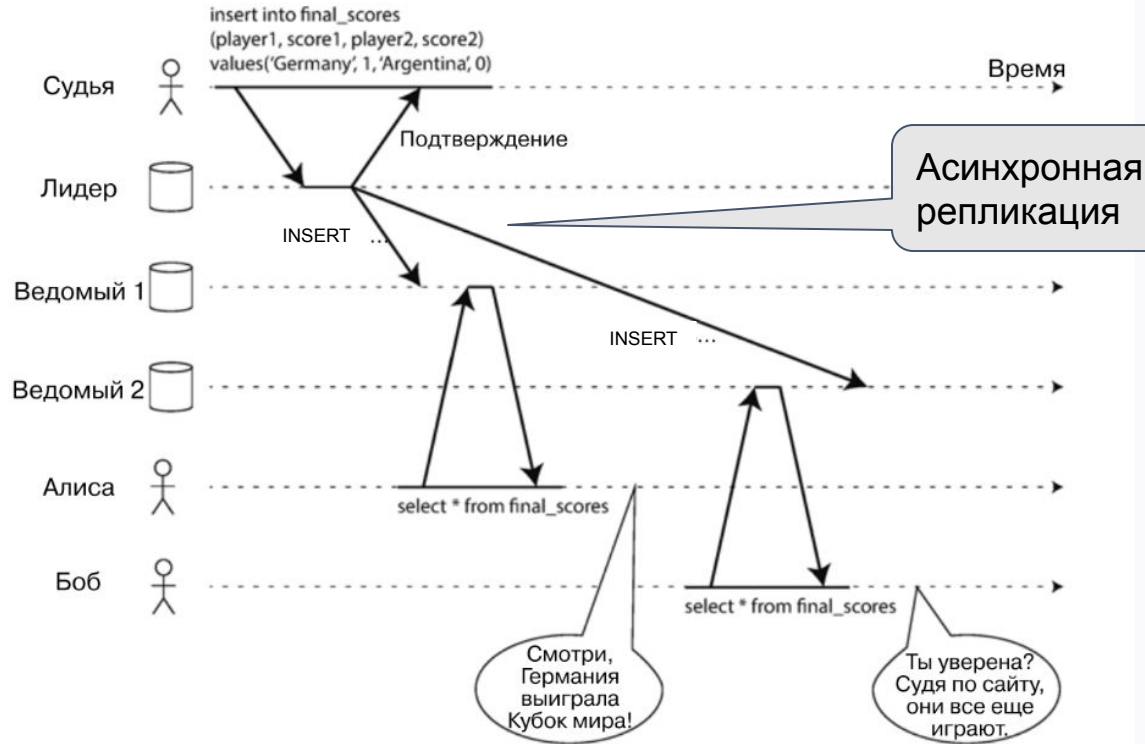 insert into final_scores
(player1, score1, player2, score2)
values('Germany', 1, 'Argentina', 0)
Время
Судья
Подтверждение
Асинхронная
репликация
Лидер
INSERT ...
Ведомый 1
INSERT ...
Ведомый 2
Алиса
select * from final_scores
Боб
select * from final_scores
Смотри,
Германия
выиграла
Кубок мира!
Ты уверена?
Судя по сайту,
они все еще
играют.